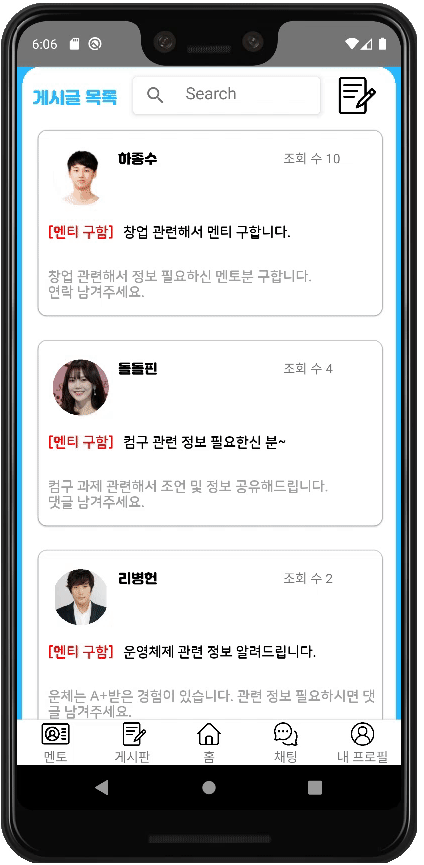 6:06
게시글 목록
Search
하종수
조회 수 10
[멘티 구함] 창업 관련해서 멘티 구합니다.
창업 관련해서 정보 필요하신 멘토분 구합니다.
연락 남겨주세요.
돌돌핀
조회 수 4
[멘티 구함] 컴구 관련 정보 필요한신 분~
컴구 과제 관련해서 조언 및 정보 공유해드립니다.
댓글 남겨주세요.
리병헌
조회 수 2
[멘티 구함] 운영체제 관련 정보 알려드립니다.
운체는 A+받은 경험이 있습니다. 관련 정보 필요하시면 댓
글 남겨주세요.
멘토
게시판
홈
채팅
내 프로필